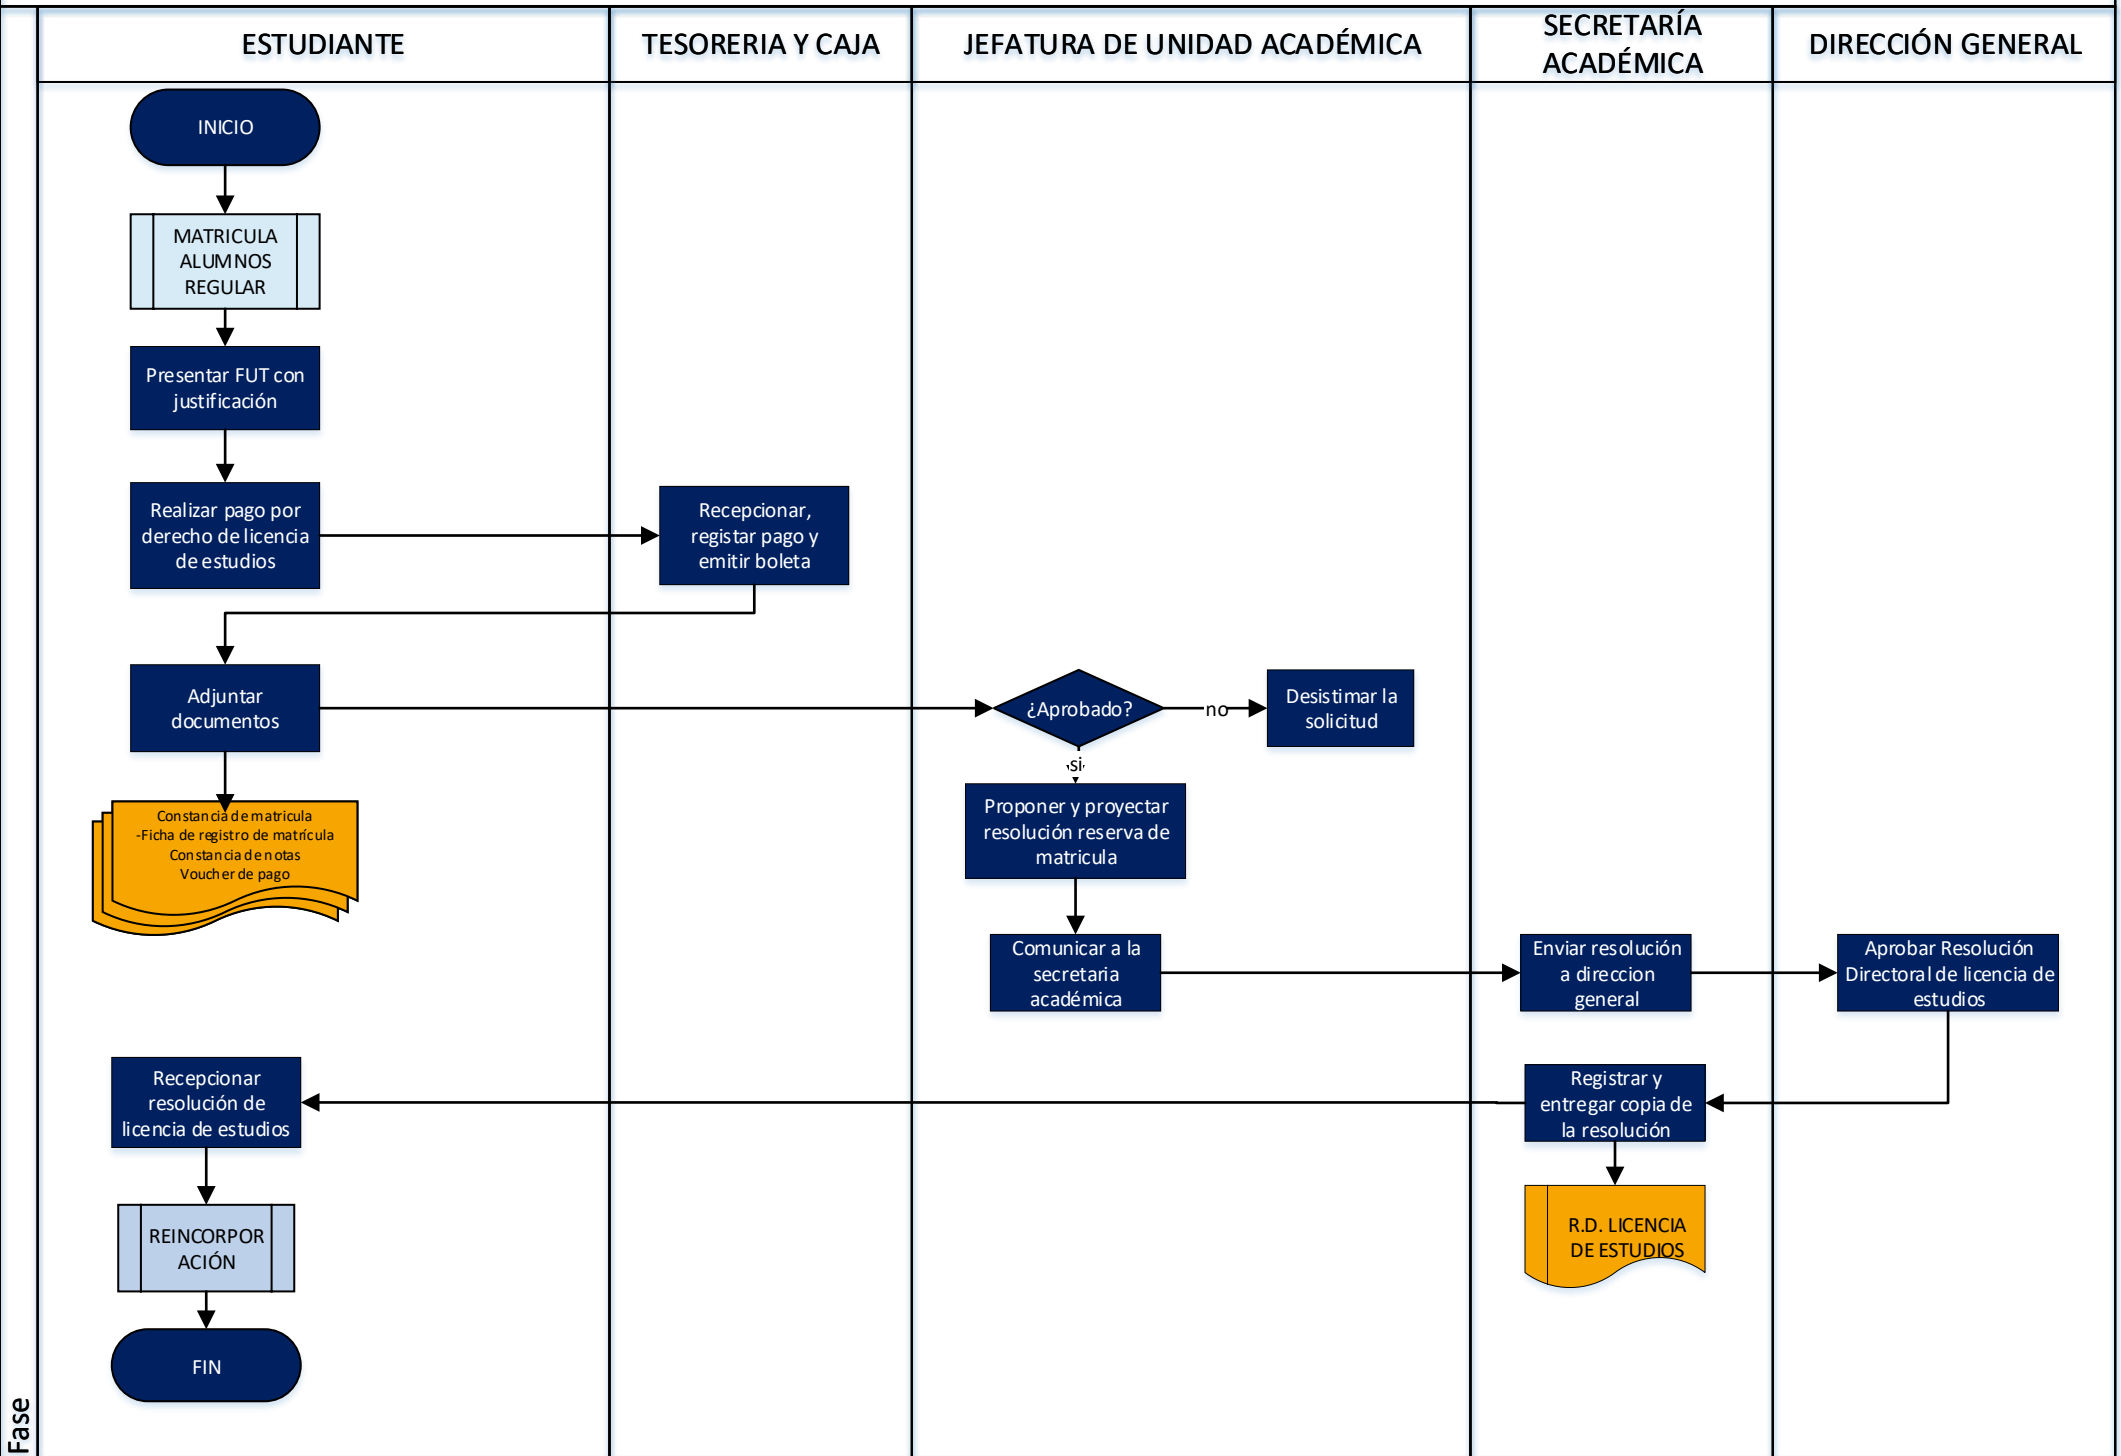 ESTUDIANTE
TESORERIA Y CAJA
JEFATURA DE UNIDAD ACADÉMICA
SECRETARÍA
ACADÉMICA
DIRECCIÓN GENERAL
INICIO
MATRICULA
ALUMNOS
REGULAR
Presentar FUT con
justificación
Realizar pago por
derecho de licencia
de estudios
Recepcionar,
registar pago y
emitir boleta
Adjuntar
documentos
¿Aprobado?
no
Desistimar la
solicitud
si
Constancia de matricula
-Ficha de registro de matrícula
Constancia de notas
Voucher de pago
Proponer y proyectar
resolución reserva de
matricula
Comunicar a la
secretaria
académica
Enviar resolución
a direccion
general
Aprobar Resolución
Directoral de licencia de
estudios
Recepcionar
resolución de
licencia de estudios
Registrar y
entregar copia de
la resolución
REINCORPOR
ACIÓN
R.D. LICENCIA
DE ESTUDIOS
FIN
Fase